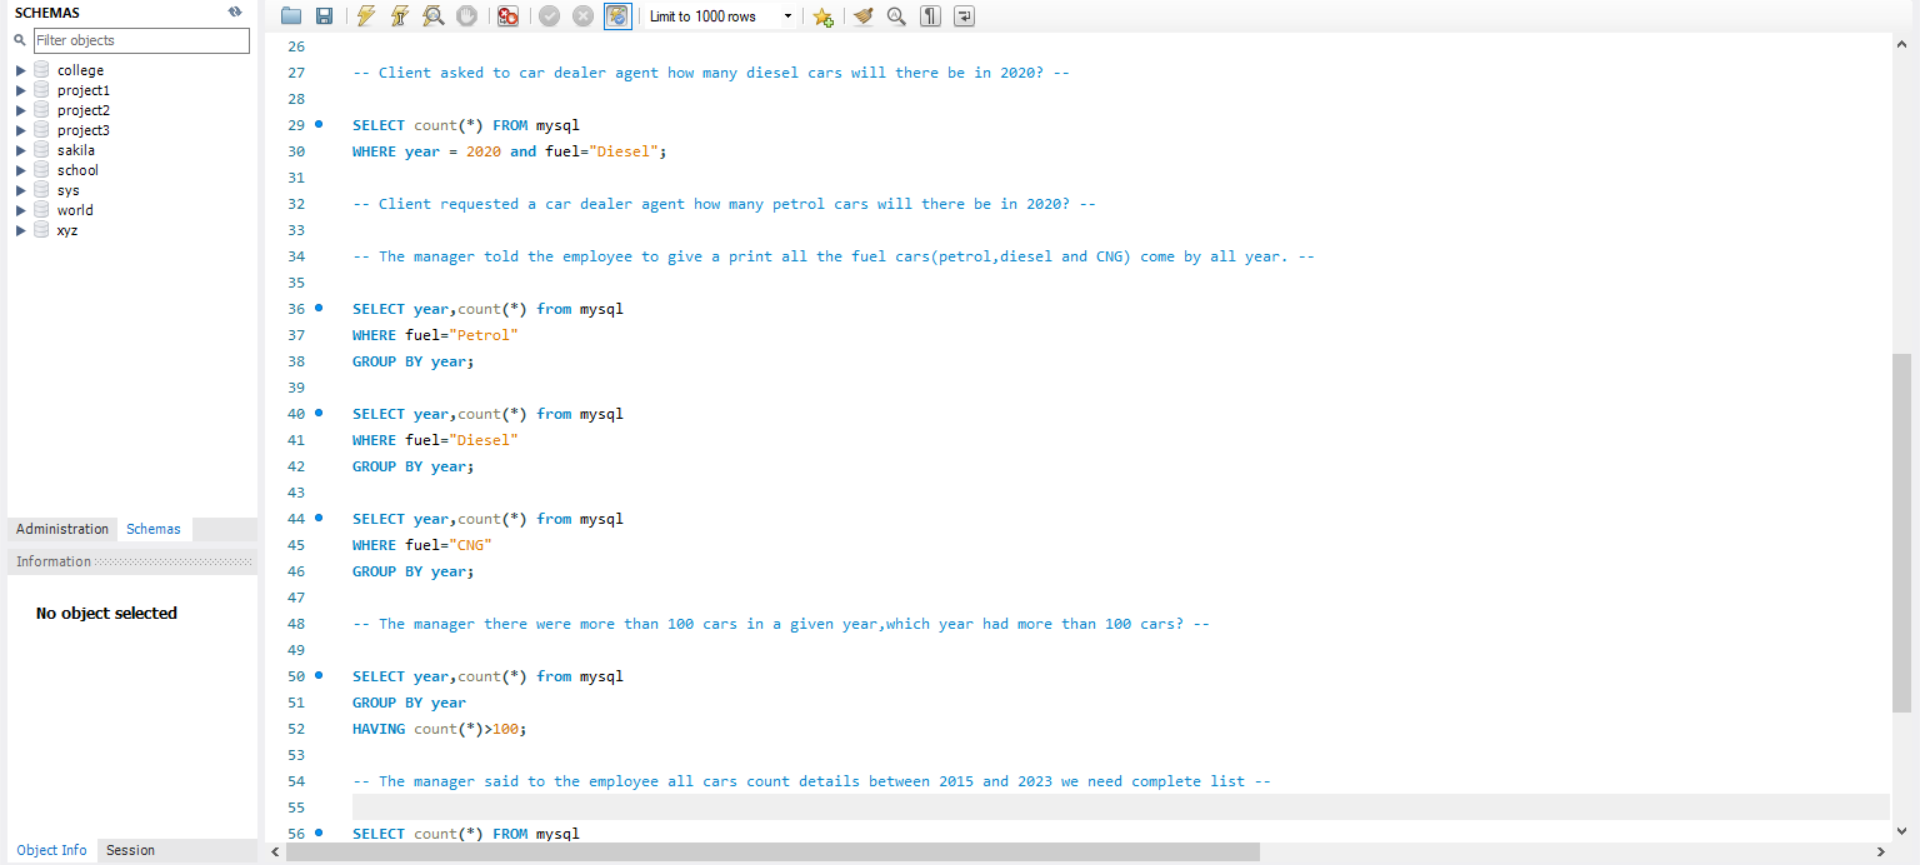 SCHEMAS
Filter objects
college
project1
project2
project3
sakila
school
sys
world
xyz
Administration Schemas
Information
No object selected
Object Info Session
Limit to 1000 rows
26
27 -- Client asked to car dealer agent how many diesel cars will there be in 2020? --
28
29 SELECT count(*) FROM mysql
30 WHERE year = 2020 and fuel="Diesel";
31
32 -- Client requested a car dealer agent how many petrol cars will there be in 2020? --
33
34 -- The manager told the employee to give a print all the fuel cars(petrol,diesel and CNG) come by all year. --
35
36 SELECT year,count(*) from mysql
37 WHERE fuel="Petrol"
38 GROUP BY year;
39
40 SELECT year,count(*) from mysql
41 WHERE fuel="Diesel"
42 GROUP BY year;
43
44 SELECT year,count(*) from mysql
45 WHERE fuel="CNG"
46 GROUP BY year;
47
48 -- The manager there were more than 100 cars in a given year,which year had more than 100 cars? --
49
50 SELECT year,count(*) from mysql
51 GROUP BY year
52 HAVING count(*)>100;
53
54 -- The manager said to the employee all cars count details between 2015 and 2023 we need complete list --
55
56 SELECT count(*) FROM mysql